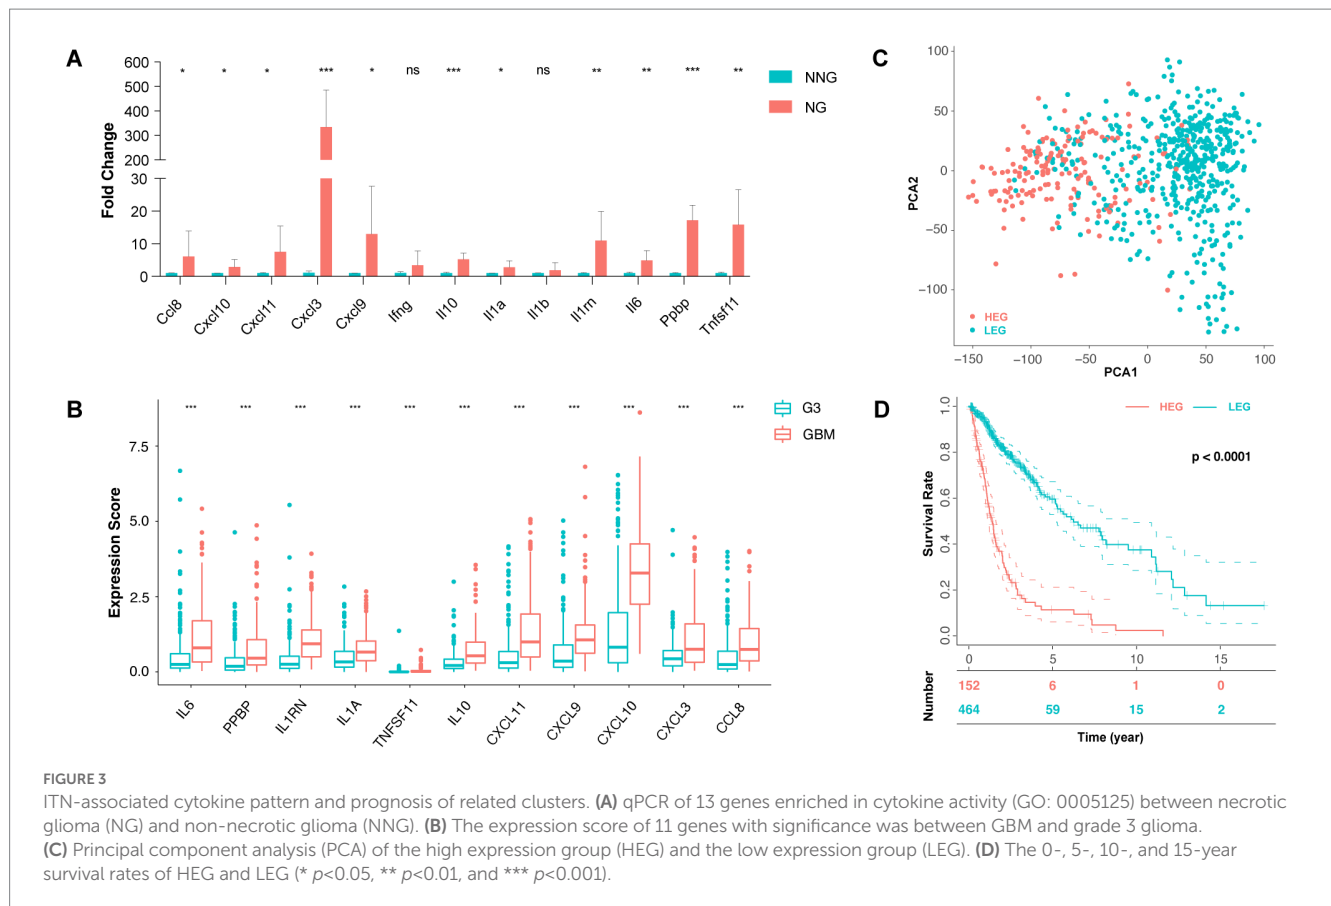 A
600
500
400
300
200
30
20
10
0
Fold Change
* * * *** * ns *** * ns ** ** *** **
NNG
NG
Ccl8 Cxcl10 Cxcl11 Cxcl3 Cxcl9 Ifng Il10 Il1a Il1b Il1rn Il6 Ppbp Tnfsf11
C
100
50
0
−50
−100
PCA2
HEG
LEG
−150 −100 −50 0 50 100
PCA1
B
*** *** *** *** *** *** *** *** *** *** ***
G3
GBM
7.5
5.0
2.5
0.0
Expression Score
IL6 PPBP IL1RN IL1A TNFSF11 IL10 CXCL11 CXCL9 CXCL10 CXCL3 CCL8
D
HEG LEG
p < 0.0001
1.0
0.8
0.6
0.4
0.2
0.0
Survival Rate
0 5 10 15
Number
152 6 1 0
464 59 15 2
Time (year)
FIGURE 3
ITN-associated cytokine pattern and prognosis of related clusters. (A) qPCR of 13 genes enriched in cytokine activity (GO: 0005125) between necrotic
glioma (NG) and non-necrotic glioma (NNG). (B) The expression score of 11 genes with significance was between GBM and grade 3 glioma.
(C) Principal component analysis (PCA) of the high expression group (HEG) and the low expression group (LEG). (D) The 0-, 5-, 10-, and 15-year
survival rates of HEG and LEG (* p<0.05, ** p<0.01, and *** p<0.001).